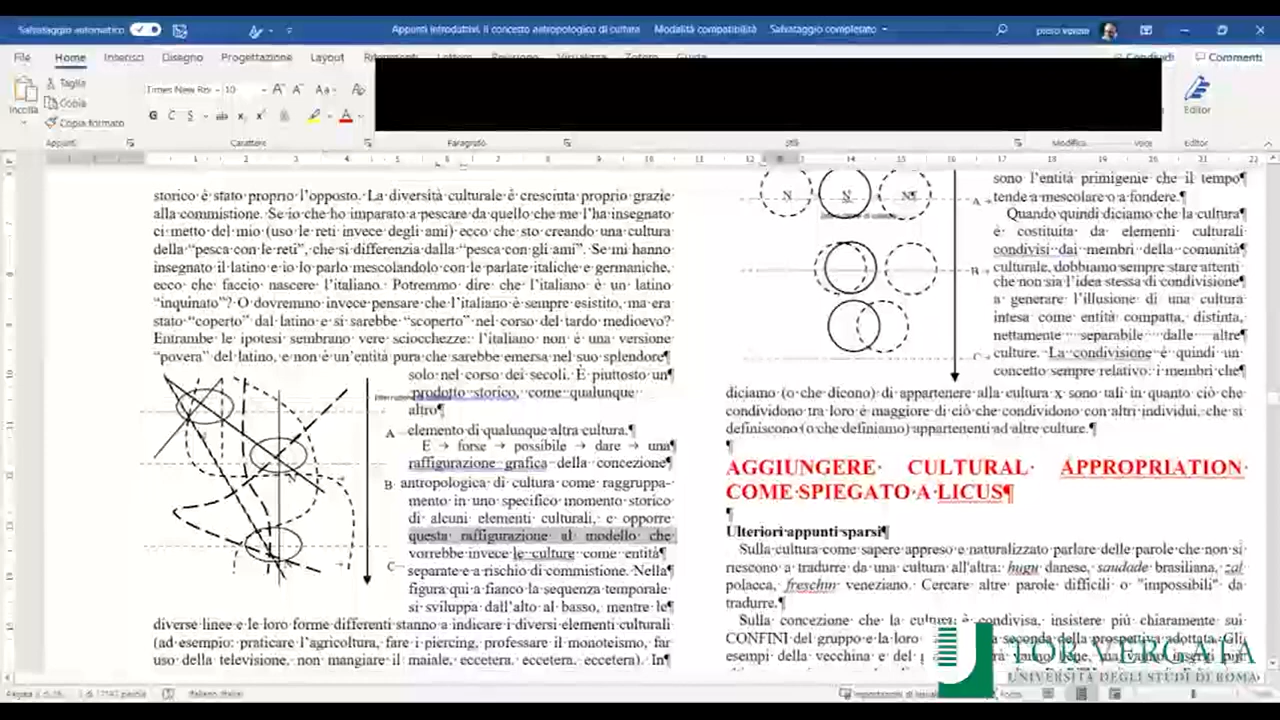 Salvataggio automatico
Appunti introduttivi, il concetto antropologico di cultura Modalità compatibilità Salvataggio completato
piero vereni
File Home Inserisci Disegno Progettazione Layout
Condividi Commenti
Incolla
Taglia
Copia
Copia formato
Times New Ro 10
G C S
Editor
Appunti Carattere Paragrafo Stili Modifica Voce Editor
storico è stato proprio l'opposto. La diversità culturale è cresciuta proprio grazie
alla commistione. Se io che ho imparato a pescare da quello che me l'ha insegnato
ci metto del mio (uso le reti invece degli ami) ecco che sto creando una cultura
della "pesca con le reti", che si differenzia dalla "pesca con gli ami". Se mi hanno
insegnato il latino e io lo parlo mescolandolo con le parlate italiche e germaniche,
ecco che faccio nascere l'italiano. Potremmo dire che l'italiano è un latino
"inquinato"? O dovremmo invece pensare che l'italiano è sempre esistito, ma era
stato "coperto" dal latino e si sarebbe "scoperto" nel corso del tardo medioevo?
Entrambe le ipotesi sembrano vere sciocchezze: l'italiano non è una versione
"povera" del latino, e non è un'entità pura che sarebbe emersa nel suo splendore¶
solo nel corso dei secoli. È piuttosto un¶
prodotto storico, come qualunque
altro¶
A elemento di qualunque altra cultura.¶
E → forse → possibile → dare → una
raffigurazione grafica della concezione¶
B antropologica di cultura come raggruppa-
mento in uno specifico momento storico
di alcuni elementi culturali, e opporre
questa raffigurazione al modello che
vorrebbe invece le culture come entità¶
C separate e a rischio di commistione. Nella¶
figura qui a fianco la sequenza temporale
si sviluppa dall'alto al basso, mentre le¶
diverse linee e le loro forme differenti stanno a indicare i diversi elementi culturali
(ad esempio: praticare l'agricoltura, fare i piercing, professare il monoteismo, far
uso della televisione, non mangiare il maiale, eccetera, eccetera, eccetera). In¶
N N N¶
A
B
C
sono l'entità primigenie che il tempo¶
tende a mescolare o a fondere.¶
Quando quindi diciamo che la cultura¶
è costituita da elementi culturali
condivisi dai membri della comunità
culturale, dobbiamo sempre stare attenti
che non sia l'idea stessa di condivisione¶
a generare l'illusione di una cultura
intesa come entità compatta, distinta,
nettamente separabile dalle altre
culture. La condivisione è quindi un-
concetto sempre relativo: i membri che¶
diciamo (o che dicono) di appartenere alla cultura x sono tali in quanto ciò che
condividono tra loro è maggiore di ciò che condividono con altri individui, che si
definiscono (o che definiamo) appartenenti ad altre culture.¶
¶
AGGIUNGERE CULTURAL APPROPRIATION
COME SPIEGATO A LICUS¶
¶
Ulteriori appunti sparsi¶
Sulla cultura come sapere appreso e naturalizzato parlare delle parole che non si
riescono a tradurre da una cultura all'altra: hugu danese, saudade brasiliana, zal
polacca, freschin veneziano. Cercare altre parole difficili o "impossibili" da
tradurre.¶
Sulla concezione che la cultura è condivisa, insistere più chiaramente sui
CONFINI del gruppo e la loro seconda della prospettiva adottata. Gli
esempi della vecchina e del
TOR VERGATA
UNIVERSITÀ DEGLI STUDI DI ROMA